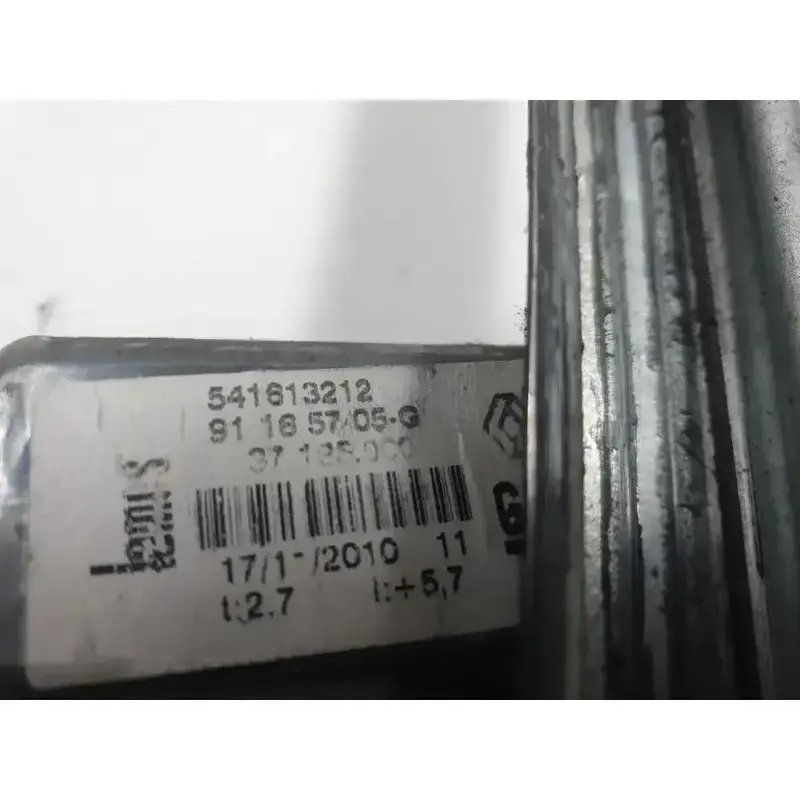 541613212
91 16 57/05-G
17/1 /2010 11
t:2.7 l:+5,7